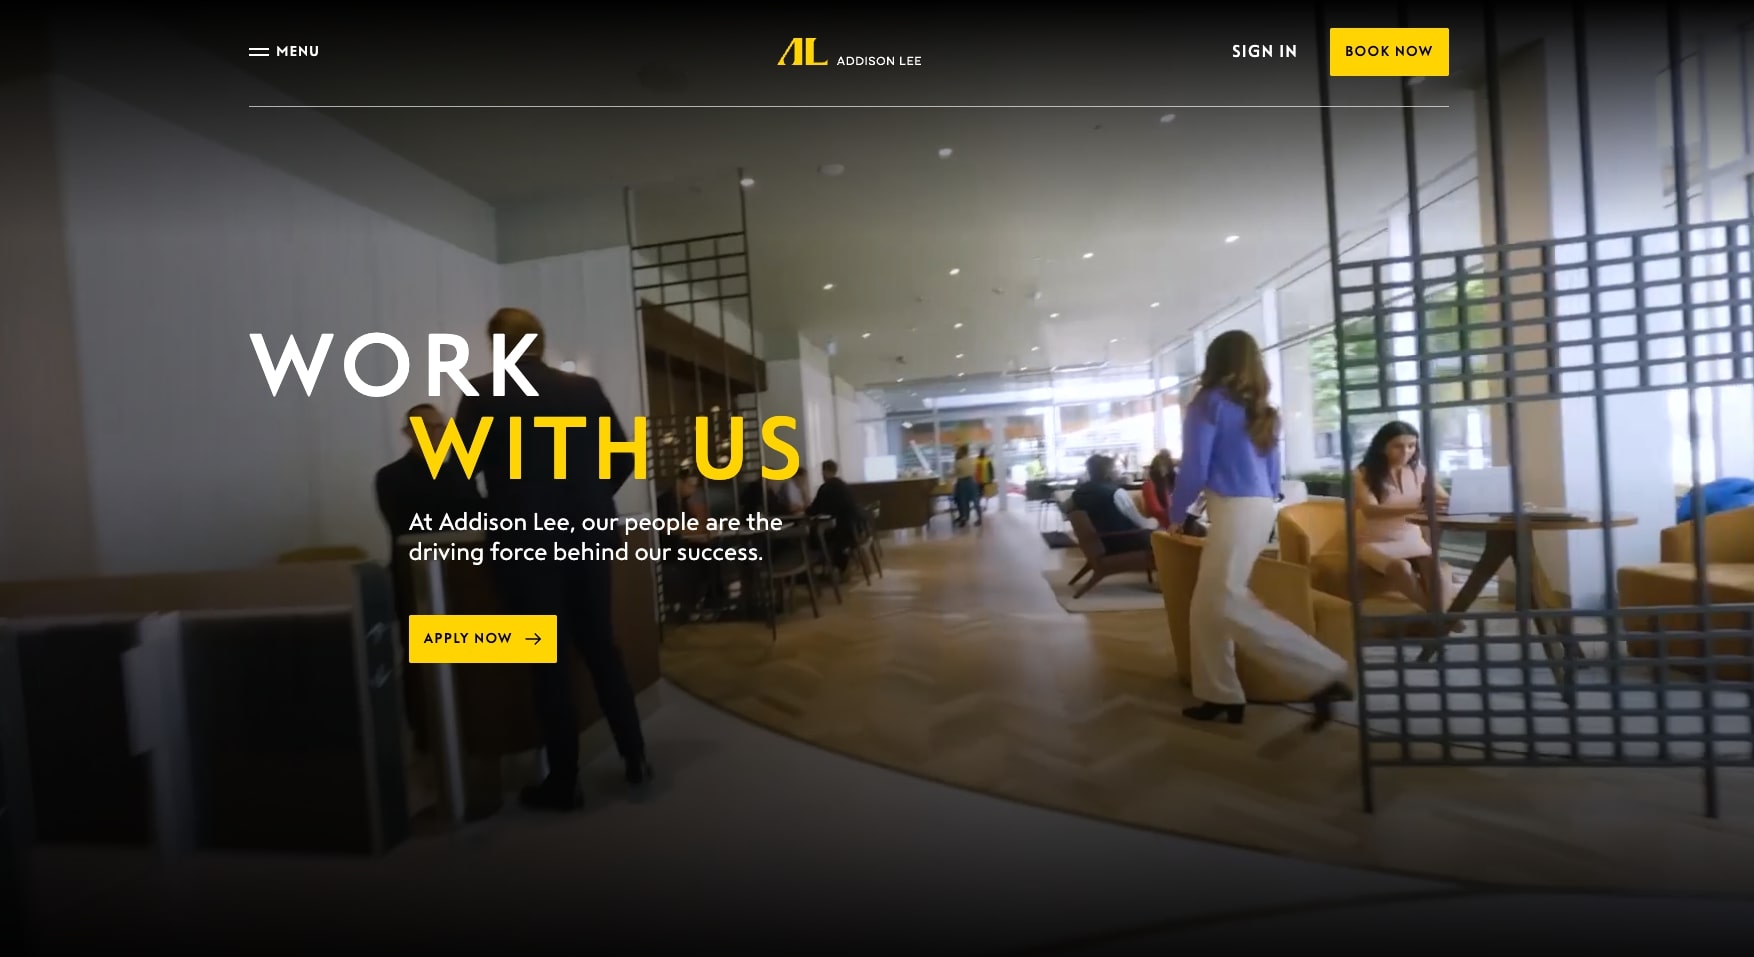 MENU
AL ADDISON LEE
SIGN IN
BOOK NOW
WORK
WITH US
At Addison Lee, our people are the
driving force behind our success.
APPLY NOW